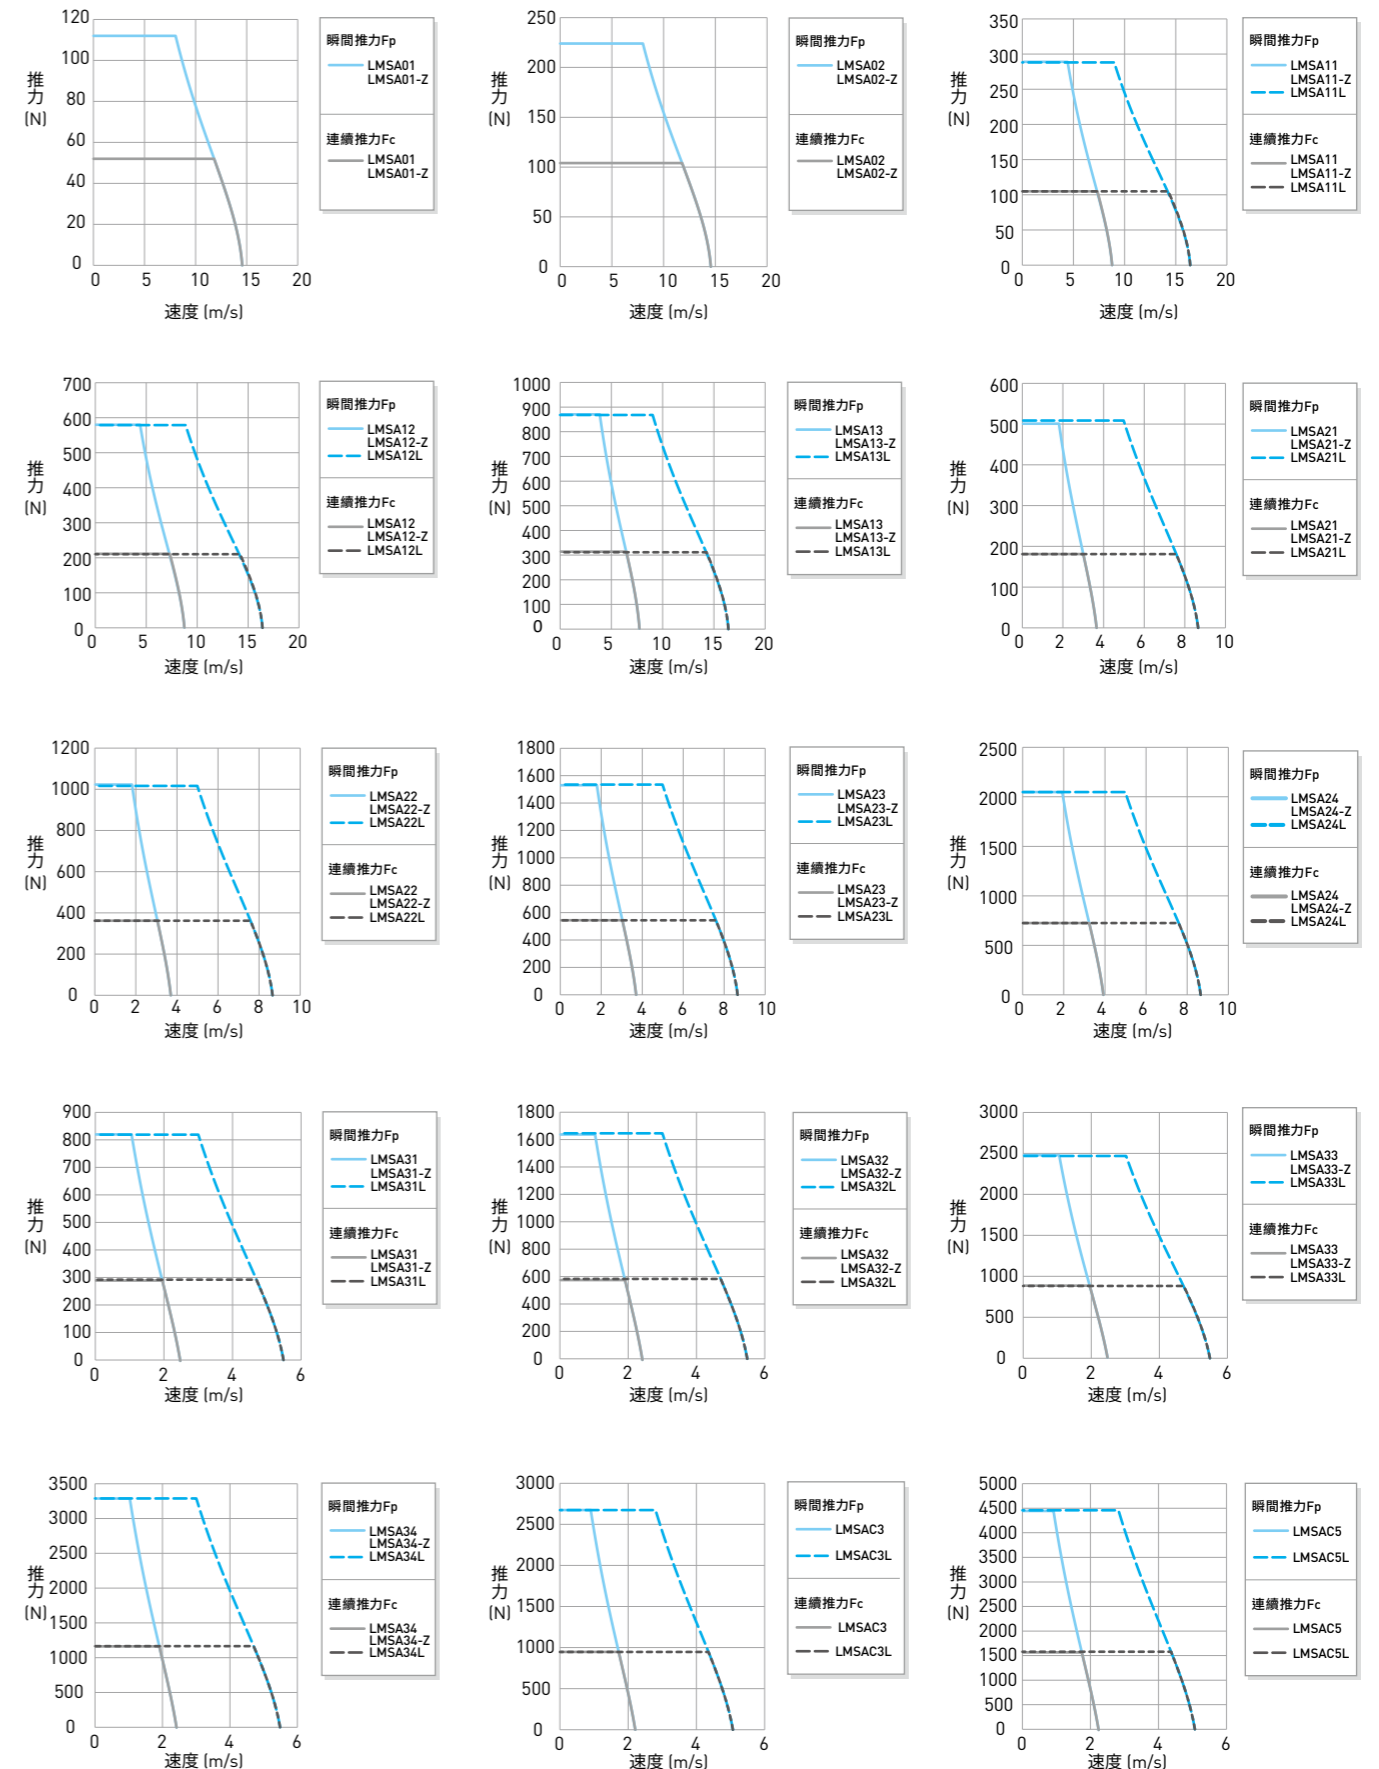 120
100
80
60
40
20
0
推力
(N)
0 5 10 15 20
速度 (m/s)
瞬間推力Fp
LMSA01
LMSA01-Z
連續推力Fc
LMSA01
LMSA01-Z
250
200
150
100
50
0
推力
(N)
0 5 10 15 20
速度 (m/s)
瞬間推力Fp
LMSA02
LMSA02-Z
連續推力Fc
LMSA02
LMSA02-Z
350
300
250
200
150
100
50
0
推力
(N)
0 5 10 15 20
速度 (m/s)
瞬間推力Fp
LMSA11
LMSA11-Z
LMSA11L
連續推力Fc
LMSA11
LMSA11-Z
LMSA11L
700
600
500
400
300
200
100
0
推力
(N)
0 5 10 15 20
速度 (m/s)
瞬間推力Fp
LMSA12
LMSA12-Z
LMSA12L
連續推力Fc
LMSA12
LMSA12-Z
LMSA12L
1000
900
800
700
600
500
400
300
200
100
0
推力
(N)
0 5 10 15 20
速度 (m/s)
瞬間推力Fp
LMSA13
LMSA13-Z
LMSA13L
連續推力Fc
LMSA13
LMSA13-Z
LMSA13L
600
500
400
300
200
100
0
推力
(N)
0 2 4 6 8 10
速度 (m/s)
瞬間推力Fp
LMSA21
LMSA21-Z
LMSA21L
連續推力Fc
LMSA21
LMSA21-Z
LMSA21L
1200
1000
800
600
400
200
0
推力
(N)
0 2 4 6 8 10
速度 (m/s)
瞬間推力Fp
LMSA22
LMSA22-Z
LMSA22L
連續推力Fc
LMSA22
LMSA22-Z
LMSA22L
1800
1600
1400
1200
1000
800
600
400
200
0
推力
(N)
0 2 4 6 8 10
速度 (m/s)
瞬間推力Fp
LMSA23
LMSA23-Z
LMSA23L
連續推力Fc
LMSA23
LMSA23-Z
LMSA23L
2500
2000
1500
1000
500
0
推力
(N)
0 2 4 6 8 10
速度 (m/s)
瞬間推力Fp
LMSA24
LMSA24-Z
LMSA24L
連續推力Fc
LMSA24
LMSA24-Z
LMSA24L
900
800
700
600
500
400
300
200
100
0
推力
(N)
0 2 4 6
速度 (m/s)
瞬間推力Fp
LMSA31
LMSA31-Z
LMSA31L
連續推力Fc
LMSA31
LMSA31-Z
LMSA31L
1800
1600
1400
1200
1000
800
600
400
200
0
推力
(N)
0 2 4 6
速度 (m/s)
瞬間推力Fp
LMSA32
LMSA32-Z
LMSA32L
連續推力Fc
LMSA32
LMSA32-Z
LMSA32L
3000
2500
2000
1500
1000
500
0
推力
(N)
0 2 4 6
速度 (m/s)
瞬間推力Fp
LMSA33
LMSA33-Z
LMSA33L
連續推力Fc
LMSA33
LMSA33-Z
LMSA33L
3500
3000
2500
2000
1500
1000
500
0
推力
(N)
0 2 4 6
速度 (m/s)
瞬間推力Fp
LMSA34
LMSA34-Z
LMSA34L
連續推力Fc
LMSA34
LMSA34-Z
LMSA34L
3000
2500
2000
1500
1000
500
0
推力
(N)
0 2 4 6
速度 (m/s)
瞬間推力Fp
LMSAC3
LMSAC3L
連續推力Fc
LMSAC3
LMSAC3L
5000
4500
4000
3500
3000
2500
2000
1500
1000
500
0
推力
(N)
0 2 4 6
速度 (m/s)
瞬間推力Fp
LMSAC5
LMSAC5L
連續推力Fc
LMSAC5
LMSAC5L